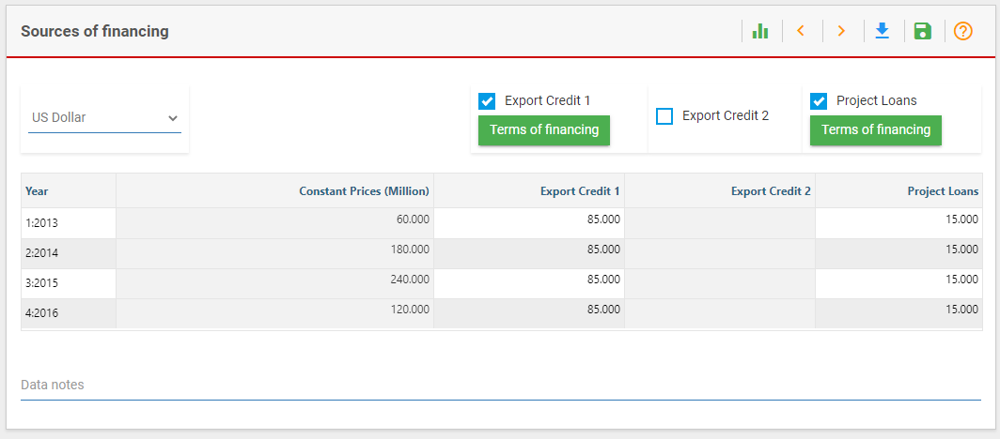 Sources of financing
US Dollar
Export Credit 1
Terms of financing
Export Credit 2
Project Loans
Terms of financing
Year Constant Prices (Million) Export Credit 1 Export Credit 2 Project Loans
1:2013 60.000 85.000 15.000
2:2014 180.000 85.000 15.000
3:2015 240.000 85.000 15.000
4:2016 120.000 85.000 15.000
Data notes